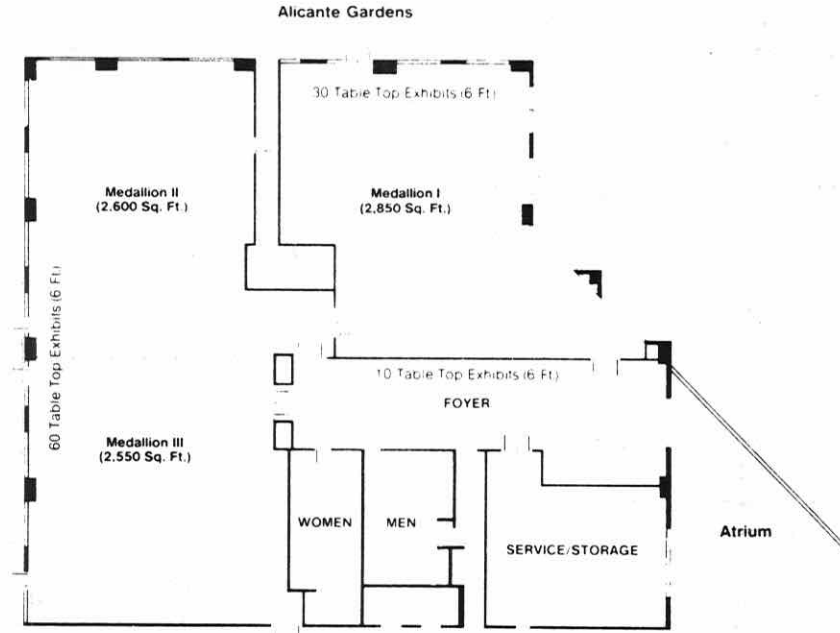 Alicante Gardens
30 Table Top Exhibits (6 Ft.)
Medallion II
(2,600 Sq. Ft.)
Medallion I
(2,850 Sq. Ft.)
60 Table Top Exhibits (6 Ft.)
10 Table Top Exhibits (6 Ft.)
FOYER
Medallion III
(2,550 Sq. Ft.)
WOMEN
MEN
SERVICE/STORAGE
Atrium